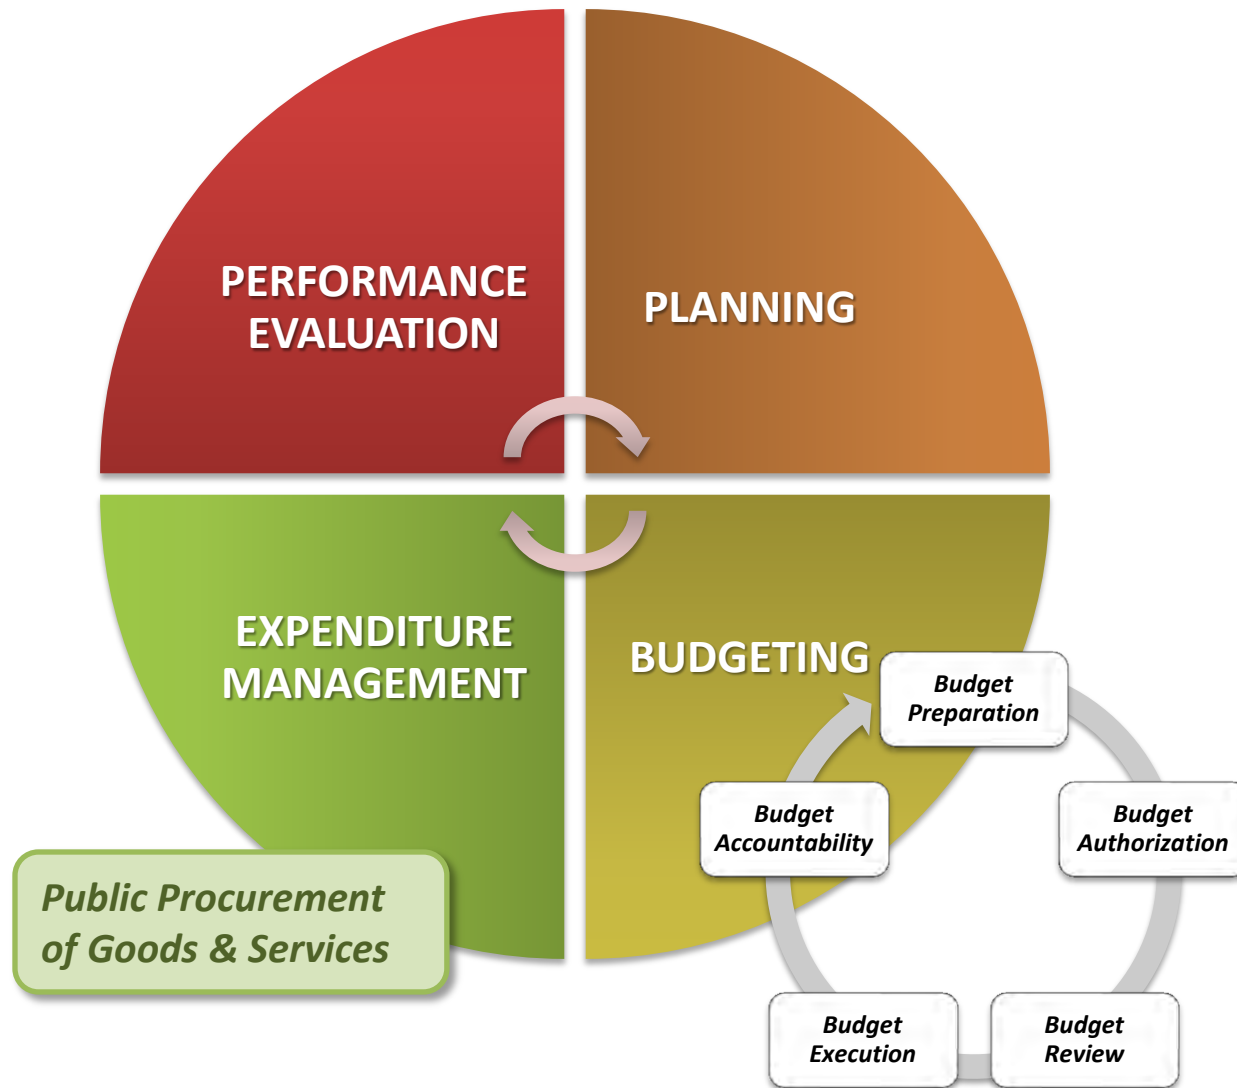 PERFORMANCE
EVALUATION
PLANNING
EXPENDITURE
MANAGEMENT
BUDGETING
Budget
Preparation
Budget
Authorization
Budget
Review
Budget
Execution
Budget
Accountability
Public Procurement
of Goods & Services